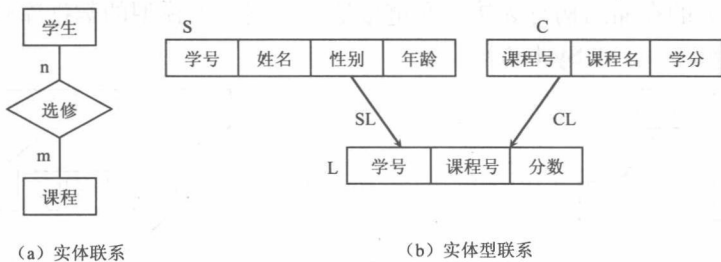 学生
n
选修
m
课程
(a) 实体联系
S
学号 姓名 性别 年龄
C
课程号 课程名 学分
SL
CL
L
学号 课程号 分数
(b) 实体型联系